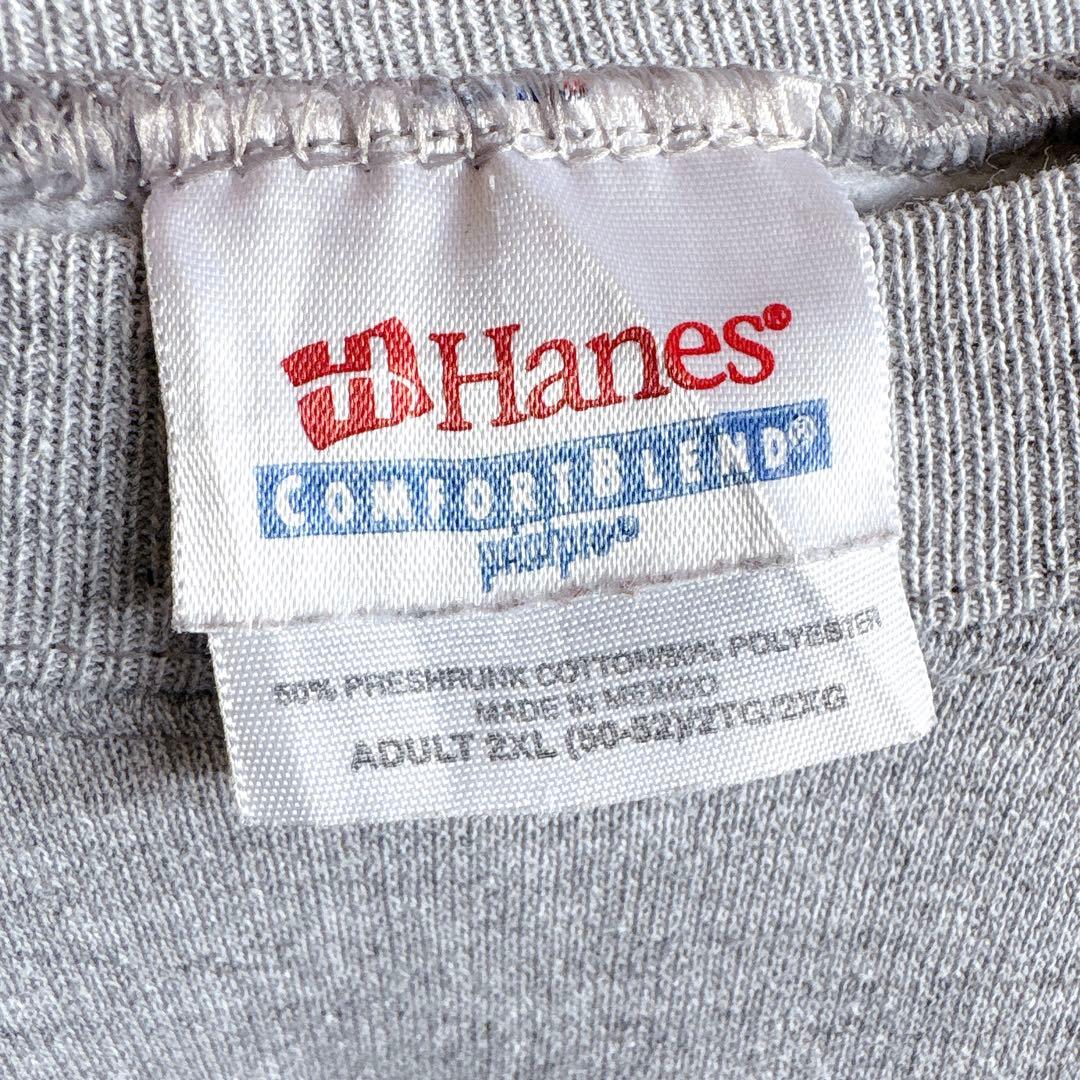 H Hanes®
COMFORTBLEND®
50% PRESHRUNK COTTON/50% POLYESTER
MADE IN MEXICO
ADULT 2XL (50-52)/2TG/2XG